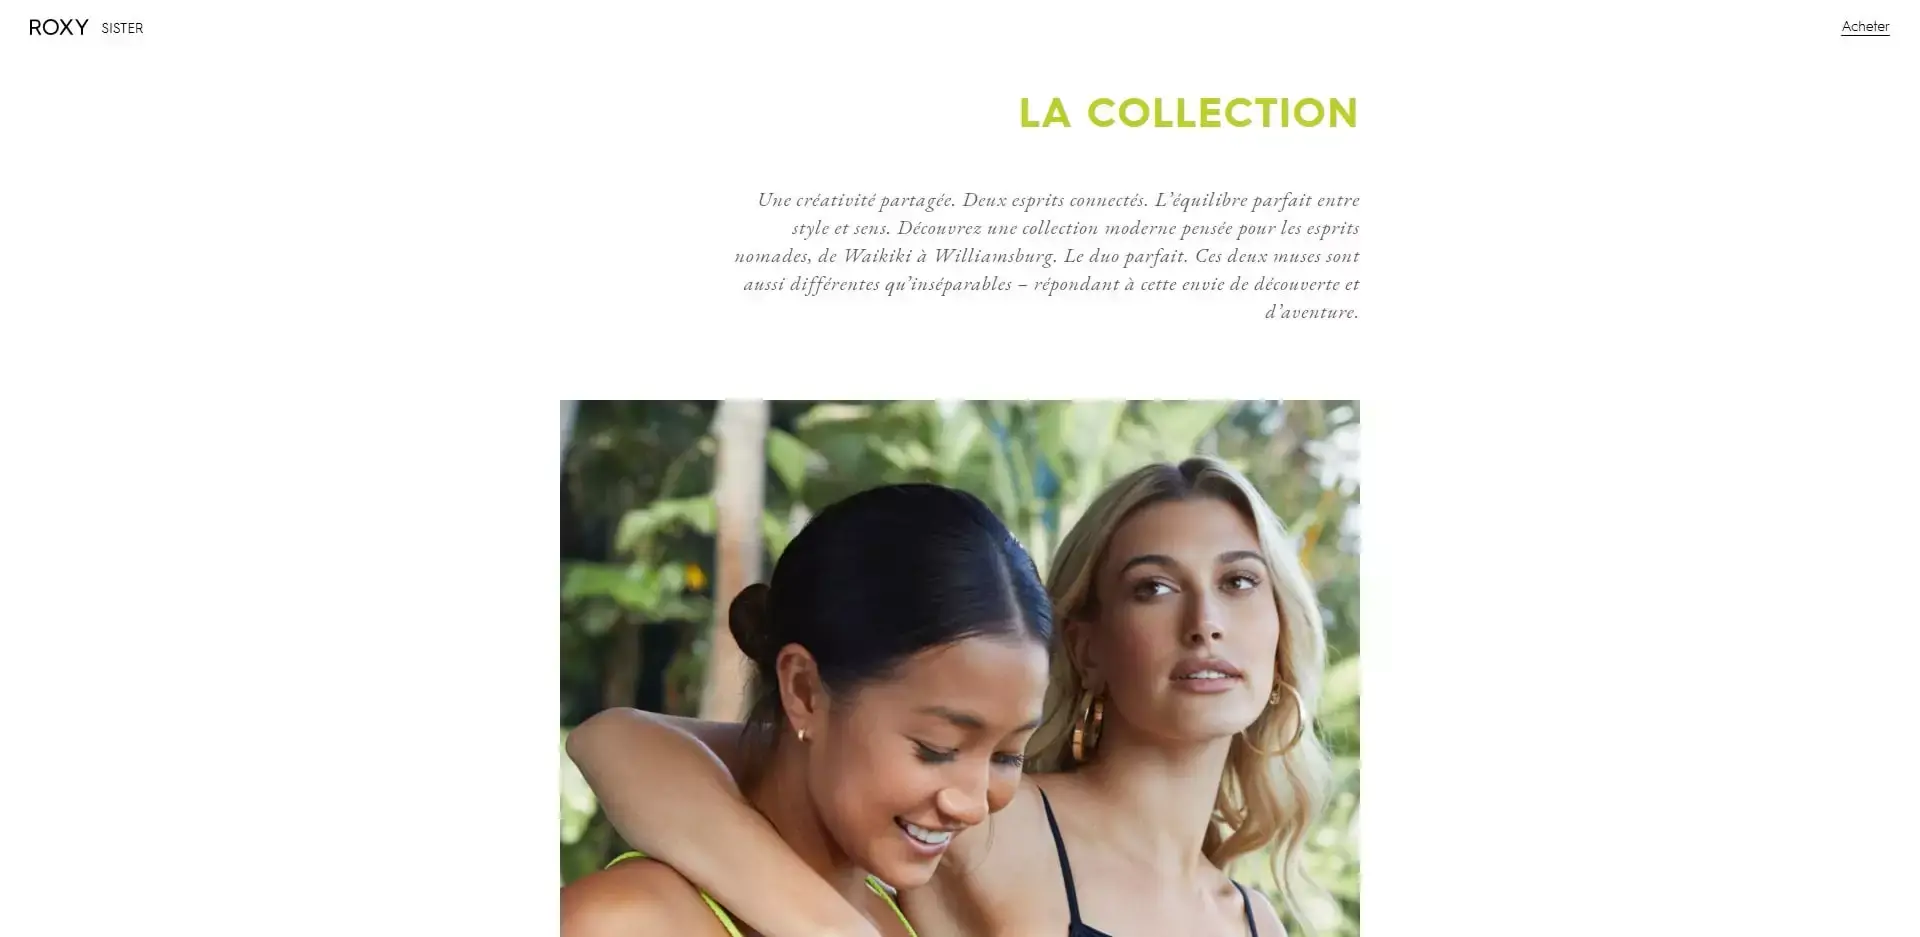 ROXY SISTER
Acheter
LA COLLECTION
Une créativité partagée. Deux esprits connectés. L’équilibre parfait entre
style et sens. Découvrez une collection moderne pensée pour les esprits
nomades, de Waikiki à Williamsburg. Le duo parfait. Ces deux muses sont
aussi différentes qu’inséparables – répondant à cette envie de découverte et
d’aventure.